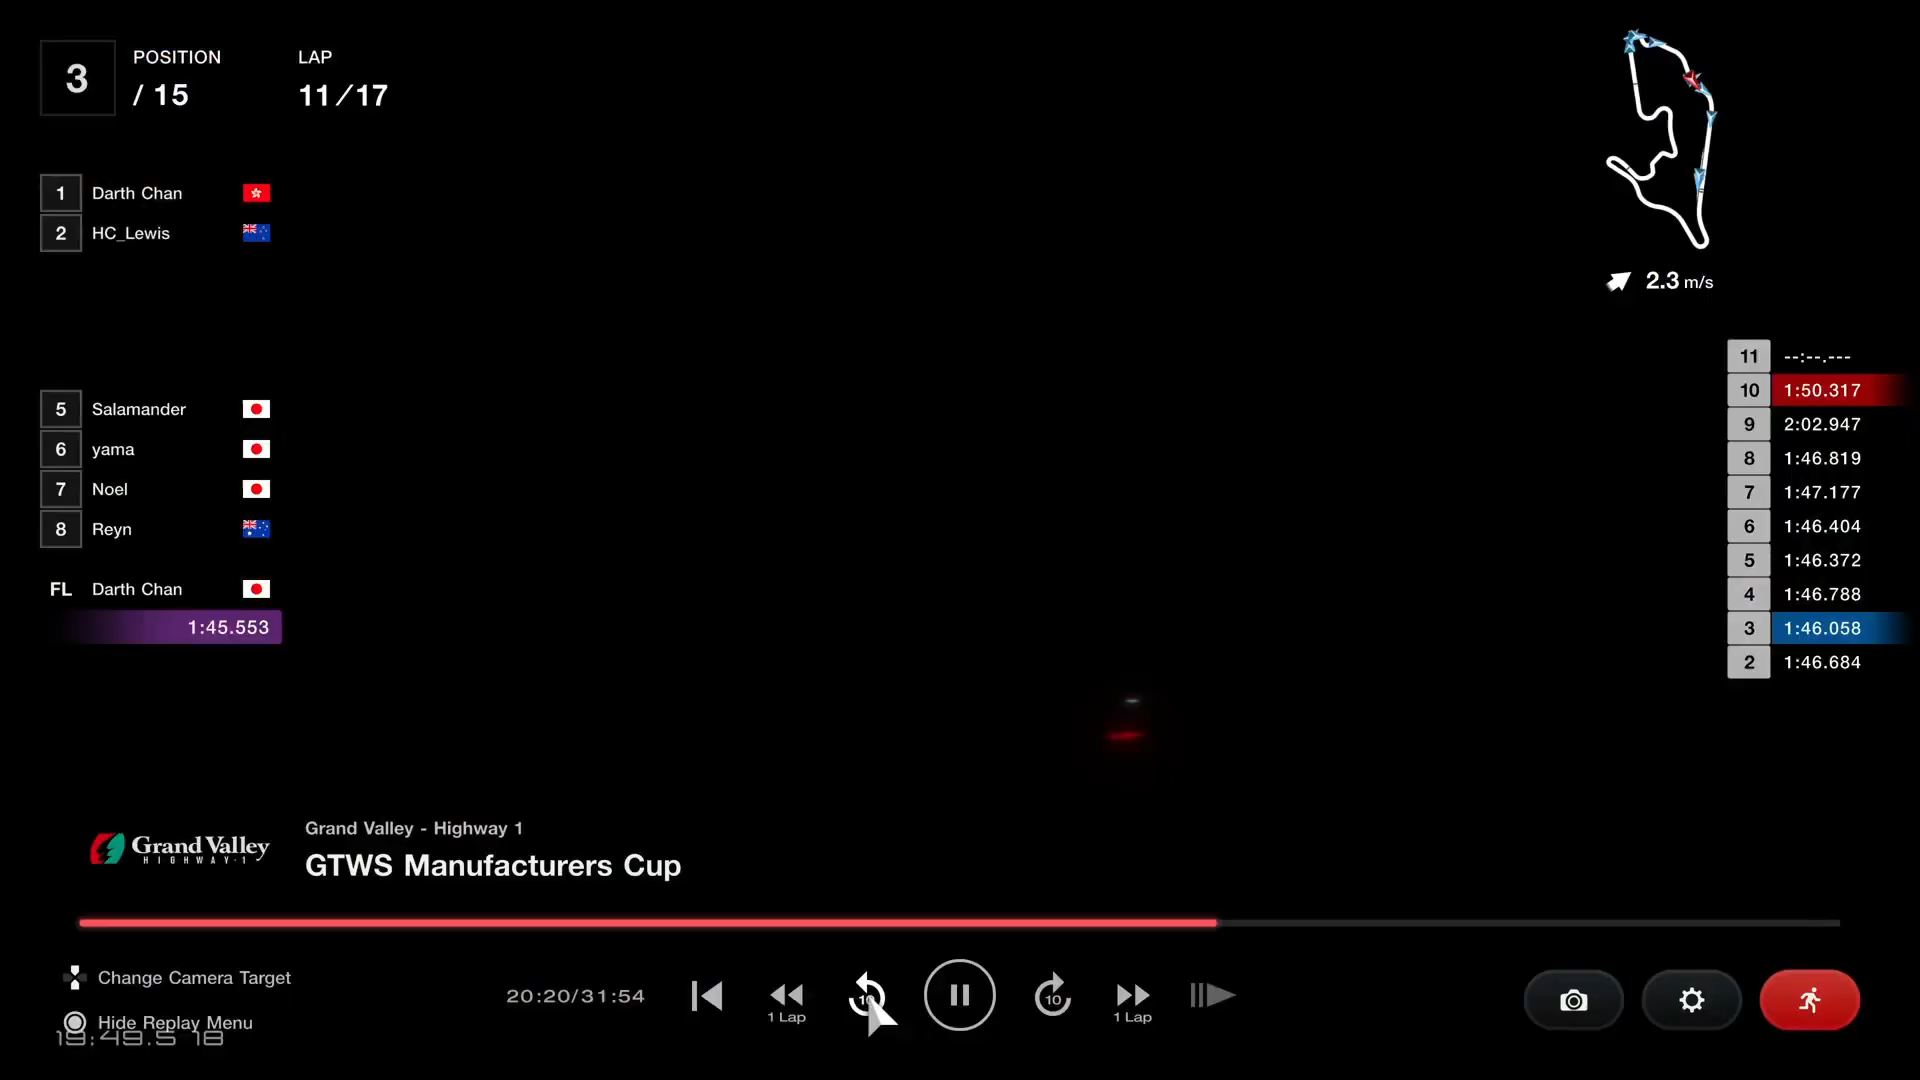 3
POSITION
/ 15
LAP
11/17
1 Darth Chan
2 HC_Lewis
5 Salamander
6 yama
7 Noel
8 Reyn
FL Darth Chan
1:45.553
2.3 m/s
11 --:--.---
10 1:50.317
9 2:02.947
8 1:46.819
7 1:47.177
6 1:46.404
5 1:46.372
4 1:46.788
3 1:46.058
2 1:46.684
Grand Valley
HIGHWAY·1
Grand Valley - Highway 1
GTWS Manufacturers Cup
Change Camera Target
Hide Replay Menu
20:20/31:54
1 Lap
10
10
1 Lap